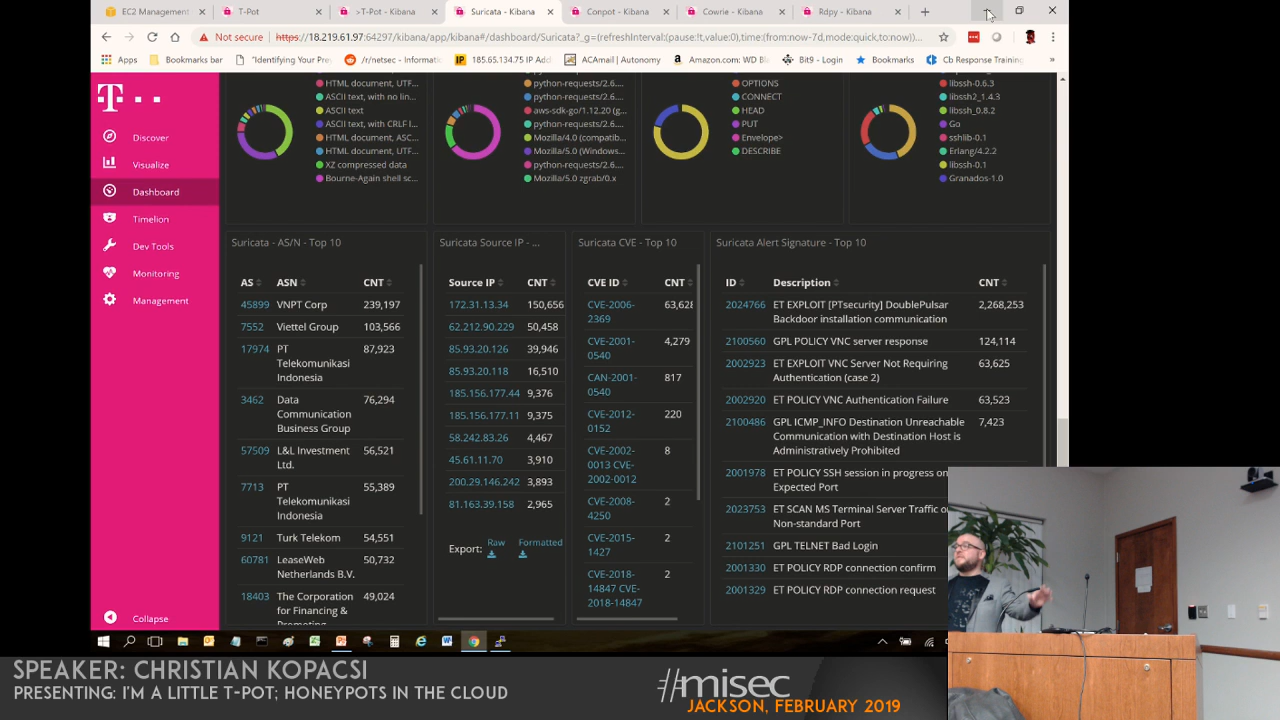 EC2 Management
T-Pot
>T-Pot - Kibana
Suricata - Kibana
Conpot - Kibana
Cowrie - Kibana
Rdpy - Kibana
Not secure
https://18.219.61.97:64297/kibana/app/kibana#/dashboard/Suricata?_g=(refreshInterval:(pause:!t,value:0),time:(from:now-7d,mode:quick,to:now))...
Apps
Bookmarks bar
"Identifying Your Pre
/r/netsec - Informatic
185.65.134.75 IP Add
ACAmail | Autonomy
Amazon.com: WD Bl
Bit9 - Login
Bookmarks
Cb Response Training
T
Discover
Visualize
Dashboard
Timelion
Dev Tools
Monitoring
Management
Collapse
HTML document, UTF...
ASCII text, with no lin...
ASCII text
ASCII text, with CRLF l...
HTML document, ASC...
HTML document, UTF...
XZ compressed data
Bourne-Again shell sc...
python-requests/2.6....
python-requests/2.6....
aws-sdk-go/1.12.20 (g...
python-requests/2.6....
Mozilla/4.0 (compatib...
Mozilla/5.0 (Windows...
python-requests/2.6....
Mozilla/5.0 zgrab/0.x
OPTIONS
CONNECT
HEAD
PUT
Envelope>
DESCRIBE
libssh-0.6.3
libssh2_1.4.3
libssh_0.8.2
Go
sshlib-0.1
Erlang/4.2.2
libssh-0.1
Granados-1.0
Suricata - AS/N - Top 10
AS ASN CNT
45899 VNPT Corp 239,197
7552 Viettel Group 103,566
17974 PT 87,923
Telekomunikasi
Indonesia
3462 Data 76,294
Communication
Business Group
57509 L&L Investment 56,521
Ltd.
7713 PT 55,389
Telekomunikasi
Indonesia
9121 Turk Telekom 54,551
60781 LeaseWeb 50,732
Netherlands B.V.
18403 The Corporation 49,024
for Financing &
Promoting
Suricata Source IP - ...
Source IP CNT
172.31.13.34 150,656
62.212.90.229 50,458
85.93.20.126 39,946
85.93.20.118 16,510
185.156.177.44 9,376
185.156.177.11 9,375
58.242.83.26 4,467
45.61.11.70 3,910
200.29.146.242 3,893
81.163.39.158 2,965
Export: Raw Formatted
Suricata CVE - Top 10
CVE ID CNT
CVE-2006- 63,628
2369
CVE-2001- 4,279
0540
CAN-2001- 817
0540
CVE-2012- 220
0152
CVE-2002- 8
0013 CVE-
2002-0012
CVE-2008- 2
4250
CVE-2015- 2
1427
CVE-2018- 2
14847 CVE-
2018-14847
Suricata Alert Signature - Top 10
ID Description CNT
2024766 ET EXPLOIT [PTsecurity] DoublePulsar 2,268,253
Backdoor installation communication
2100560 GPL POLICY VNC server response 124,114
2002923 ET EXPLOIT VNC Server Not Requiring 63,625
Authentication (case 2)
2002920 ET POLICY VNC Authentication Failure 63,523
2100486 GPL ICMP_INFO Destination Unreachable 7,423
Communication with Destination Host is
Administratively Prohibited
2001978 ET POLICY SSH session in progress on
Expected Port
2023753 ET SCAN MS Terminal Server Traffic o
Non-standard Port
2101251 GPL TELNET Bad Login
2001330 ET POLICY RDP connection confirm
2001329 ET POLICY RDP connection request
SPEAKER: CHRISTIAN KOPACSI
PRESENTING: I'M A LITTLE T-POT; HONEYPOTS IN THE CLOUD
#misec
JACKSON, FEBRUARY 2019